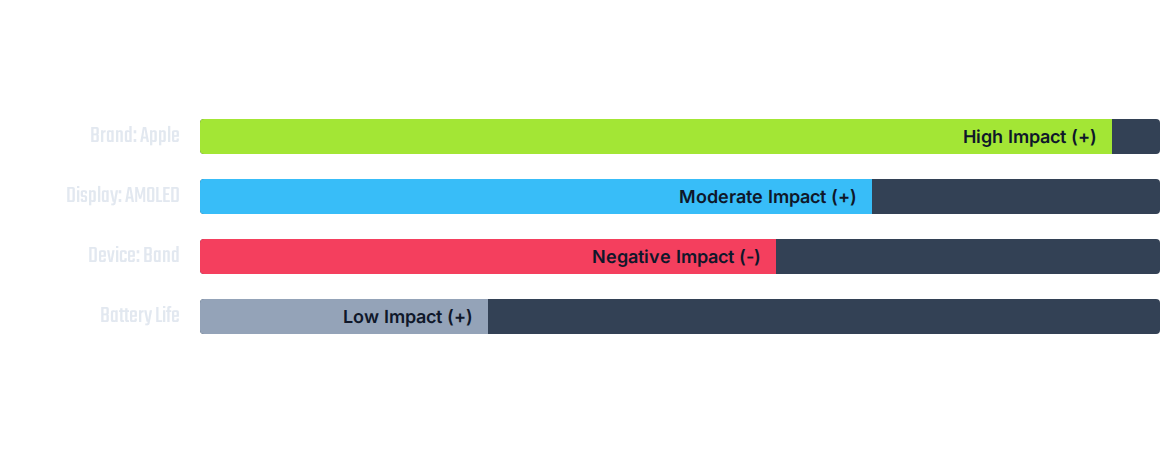 Brand: Apple
High Impact (+)
Display: AMOLED
Moderate Impact (+)
Device: Band
Negative Impact (-)
Battery Life
Low Impact (+)